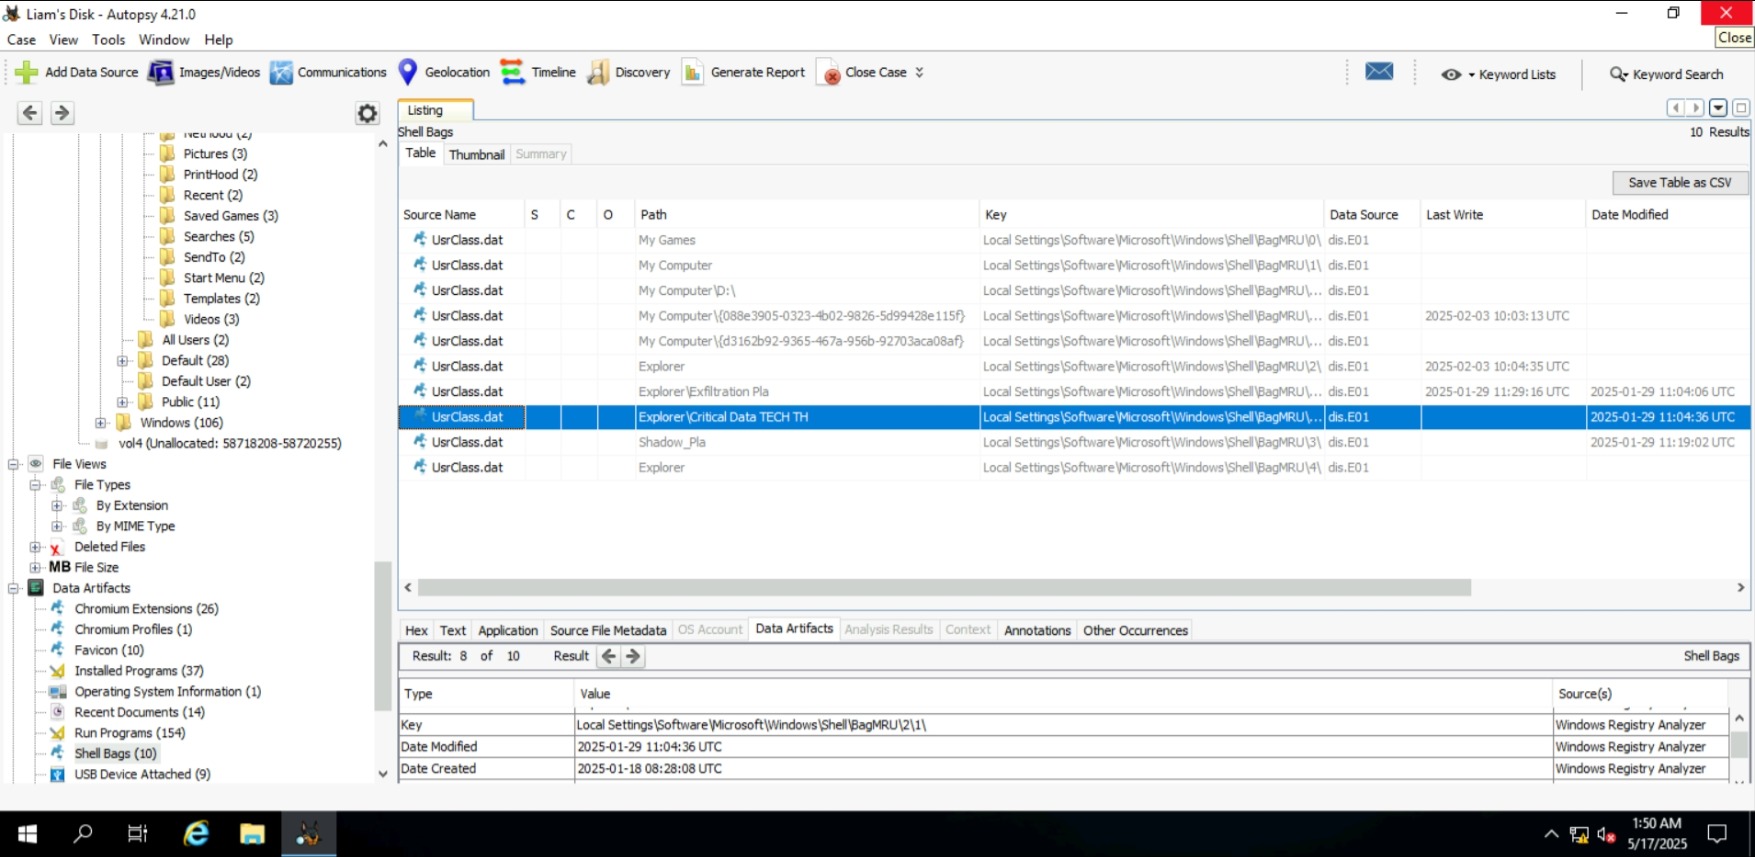 Liam's Disk - Autopsy 4.21.0
Close
Case View Tools Window Help
Add Data Source Images/Videos Communications Geolocation Timeline Discovery Generate Report Close Case Keyword Lists Keyword Search
NetHood (2)
Pictures (3)
PrintHood (2)
Recent (2)
Saved Games (3)
Searches (5)
SendTo (2)
Start Menu (2)
Templates (2)
Videos (3)
All Users (2)
Default (28)
Default User (2)
Public (11)
Windows (106)
vol4 (Unallocated: 58718208-58720255)
File Views
File Types
By Extension
By MIME Type
Deleted Files
MB File Size
Data Artifacts
Chromium Extensions (26)
Chromium Profiles (1)
Favicon (10)
Installed Programs (37)
Operating System Information (1)
Recent Documents (14)
Run Programs (154)
Shell Bags (10)
USB Device Attached (9)
Listing
Shell Bags 10 Results
Table Thumbnail Summary
Save Table as CSV
Source Name S C O Path Key Data Source Last Write Date Modified
UsrClass.dat My Games Local Settings\Software\Microsoft\Windows\Shell\BagMRU\0\ dis.E01
UsrClass.dat My Computer Local Settings\Software\Microsoft\Windows\Shell\BagMRU\1\ dis.E01
UsrClass.dat My Computer\D:\ Local Settings\Software\Microsoft\Windows\Shell\BagMRU\... dis.E01
UsrClass.dat My Computer\{088e3905-0323-4b02-9826-5d99428e115f} Local Settings\Software\Microsoft\Windows\Shell\BagMRU\... dis.E01 2025-02-03 10:03:13 UTC
UsrClass.dat My Computer\{d3162b92-9365-467a-956b-92703aca08af} Local Settings\Software\Microsoft\Windows\Shell\BagMRU\... dis.E01
UsrClass.dat Explorer Local Settings\Software\Microsoft\Windows\Shell\BagMRU\2\ dis.E01 2025-02-03 10:04:35 UTC
UsrClass.dat Explorer\Exfiltration Pla Local Settings\Software\Microsoft\Windows\Shell\BagMRU\... dis.E01 2025-01-29 11:29:16 UTC 2025-01-29 11:04:06 UTC
UsrClass.dat Explorer\Critical Data TECH TH Local Settings\Software\Microsoft\Windows\Shell\BagMRU\... dis.E01 2025-01-29 11:04:36 UTC
UsrClass.dat Shadow_Pla Local Settings\Software\Microsoft\Windows\Shell\BagMRU\3\ dis.E01 2025-01-29 11:19:02 UTC
UsrClass.dat Explorer Local Settings\Software\Microsoft\Windows\Shell\BagMRU\4\ dis.E01
Hex Text Application Source File Metadata OS Account Data Artifacts Analysis Results Context Annotations Other Occurrences
Result: 8 of 10 Result Shell Bags
Type Value Source(s)
Key Local Settings\Software\Microsoft\Windows\Shell\BagMRU\2\1\ Windows Registry Analyzer
Date Modified 2025-01-29 11:04:36 UTC Windows Registry Analyzer
Date Created 2025-01-18 08:28:08 UTC Windows Registry Analyzer
1:50 AM
5/17/2025